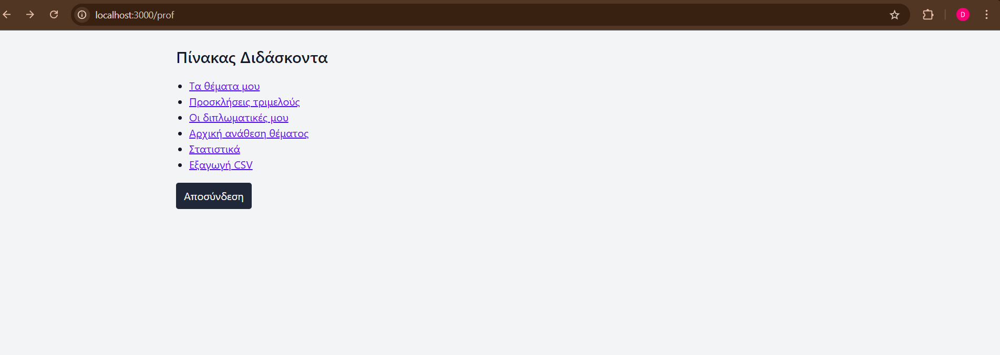 localhost:3000/prof
D
Πίνακας Διδάσκοντα
Τα θέματα μου
Προσκλήσεις τριμελούς
Οι διπλωματικές μου
Αρχική ανάθεση θέματος
Στατιστικά
Εξαγωγή CSV
Αποσύνδεση